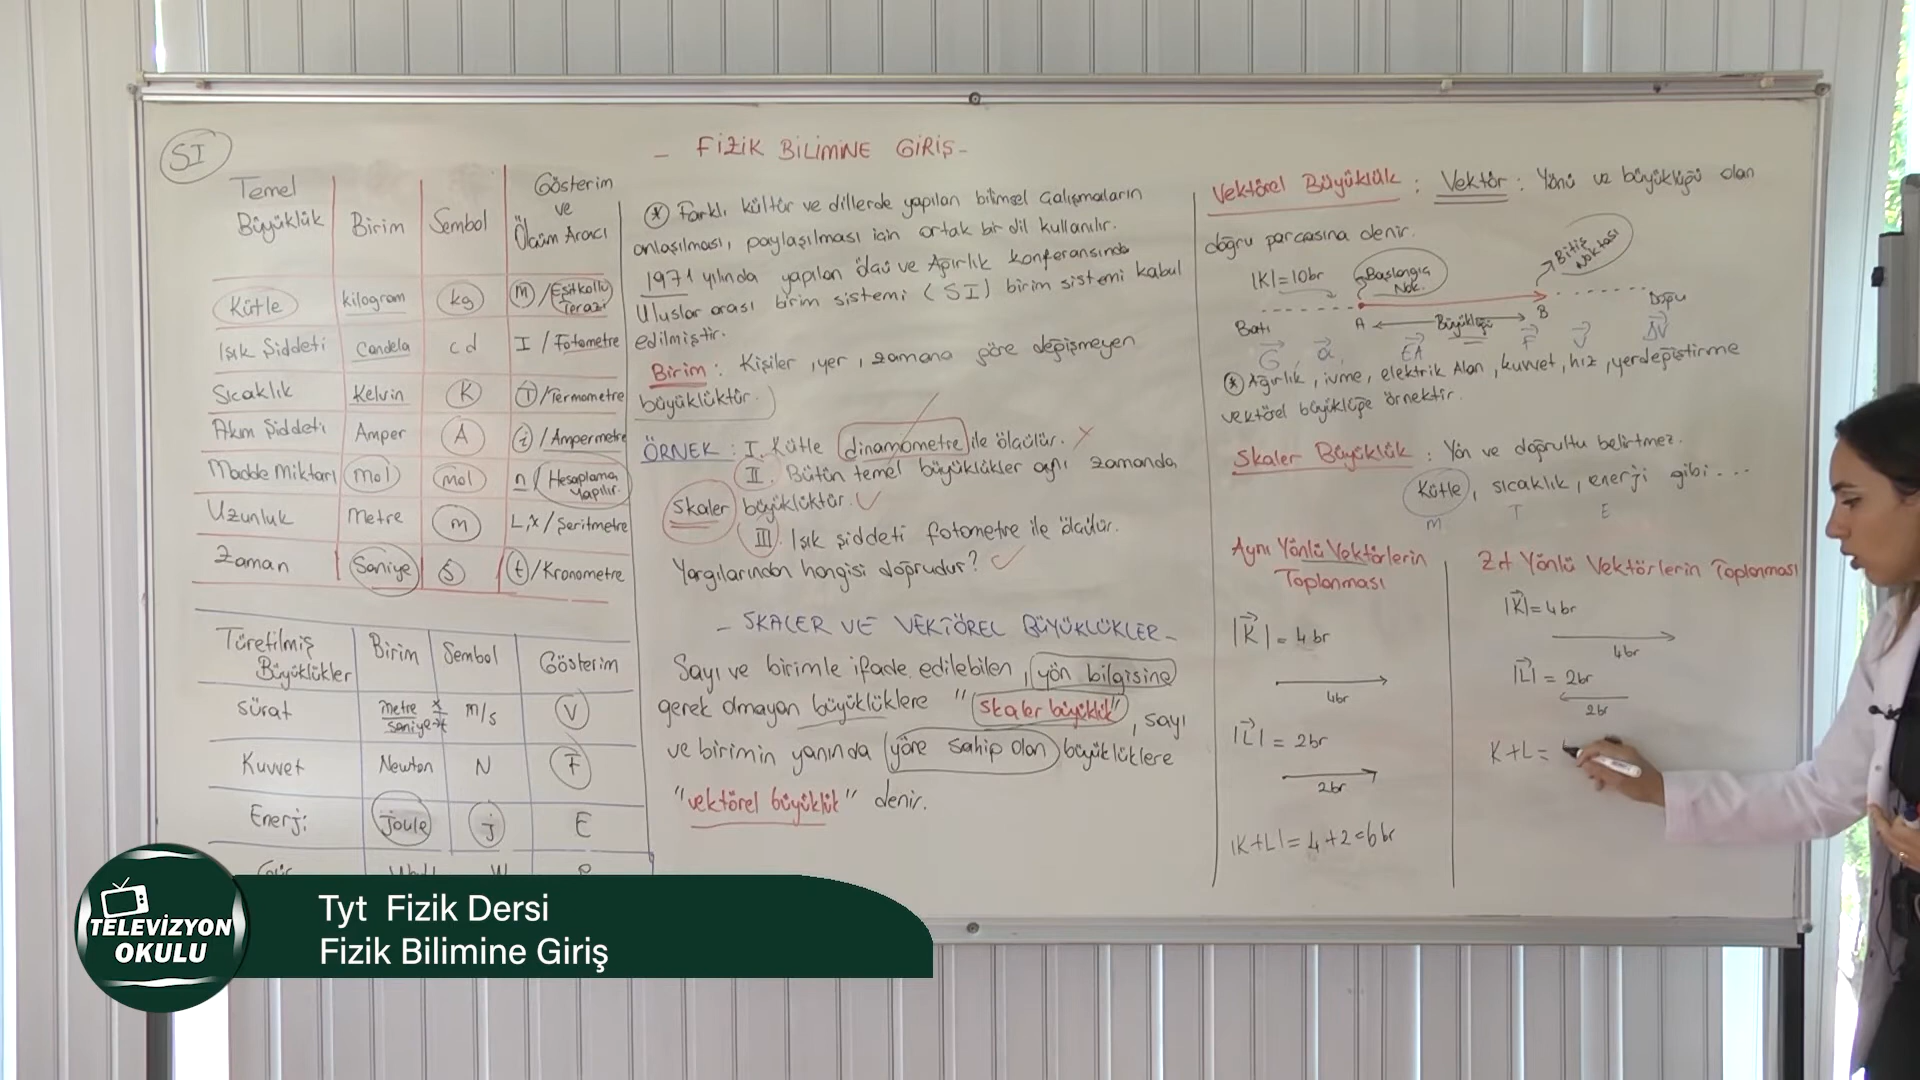 SI
- FİZİK BİLİMİNE GİRİŞ -
Temel Büyüklük | Birim | Sembol | Gösterim ve Ölçüm Aracı
Kütle | kilogram | kg | m / Eşitkollu Terazi
Işık Şiddeti | Candela | cd | I / Fotometre
Sıcaklık | Kelvin | K | T / Termometre
Akım Şiddeti | Amper | A | i / Ampermetre
Madde Miktarı | mol | mol | n / Hesaplama yapılır.
Uzunluk | Metre | m | L,x / Şeritmetre
Zaman | Saniye | s | t / Kronometre
Türetilmiş Büyüklükler | Birim | Sembol | Gösterim
Sürat | metre x / saniye→t | m/s | V
Kuvvet | Newton | N | F
Enerji | joule | j | E
* Farklı kültür ve dillerde yapılan bilimsel çalışmaların
anlaşılması, paylaşılması için ortak bir dil kullanılır.
1971 yılında yapılan ölçü ve Ağırlık konferansında
Uluslar arası birim sistemi (SI) birim sistemi kabul
edilmiştir.
Birim : Kişiler, yer, zamana göre değişmeyen
büyüklüktür.
ÖRNEK : I. Kütle dinamometre ile ölçülür. X
II. Bütün temel büyüklükler aynı zamanda
skaler büyüklüktür. ✓
III. Işık şiddeti fotometre ile ölçülür.
Yargılarından hangisi doğrudur? ✓
- SKALER VE VEKTÖREL BÜYÜKLÜKLER -
Sayı ve birimle ifade edilebilen, yön bilgisine
gerek olmayan büyüklüklere "skaler büyüklük", sayı
ve birimin yanında yöne sahip olan büyüklüklere
"vektörel büyüklük" denir.
Vektörel Büyüklük : Vektör : Yönü ve büyüklüğü olan
doğru parçasına denir.
|K|=10br
Başlangıç Nok.
Bitiş Noktası
Batı
A
Büyüklüğü
B
Doğu
G⃗, a⃗, E⃗A F⃗ V⃗ ΔV⃗
* Ağırlık, ivme, elektrik Alan, kuvvet, hız, yerdeğiştirme
vektörel büyüklüğe örnektir.
Skaler Büyüklük : Yön ve doğrultu belirtmez.
Kütle, sıcaklık, enerji gibi...
m T E
Aynı Yönlü Vektörlerin
Toplanması
|K⃗| = 4br
4br
|L⃗| = 2br
2br
|K+L| = 4+2=6br
Zıt Yönlü Vektörlerin Toplanması
|K⃗|=4br
4br
|L⃗| = 2br
2br
K+L =
TELEVİZYON
OKULU
Tyt Fizik Dersi
Fizik Bilimine Giriş